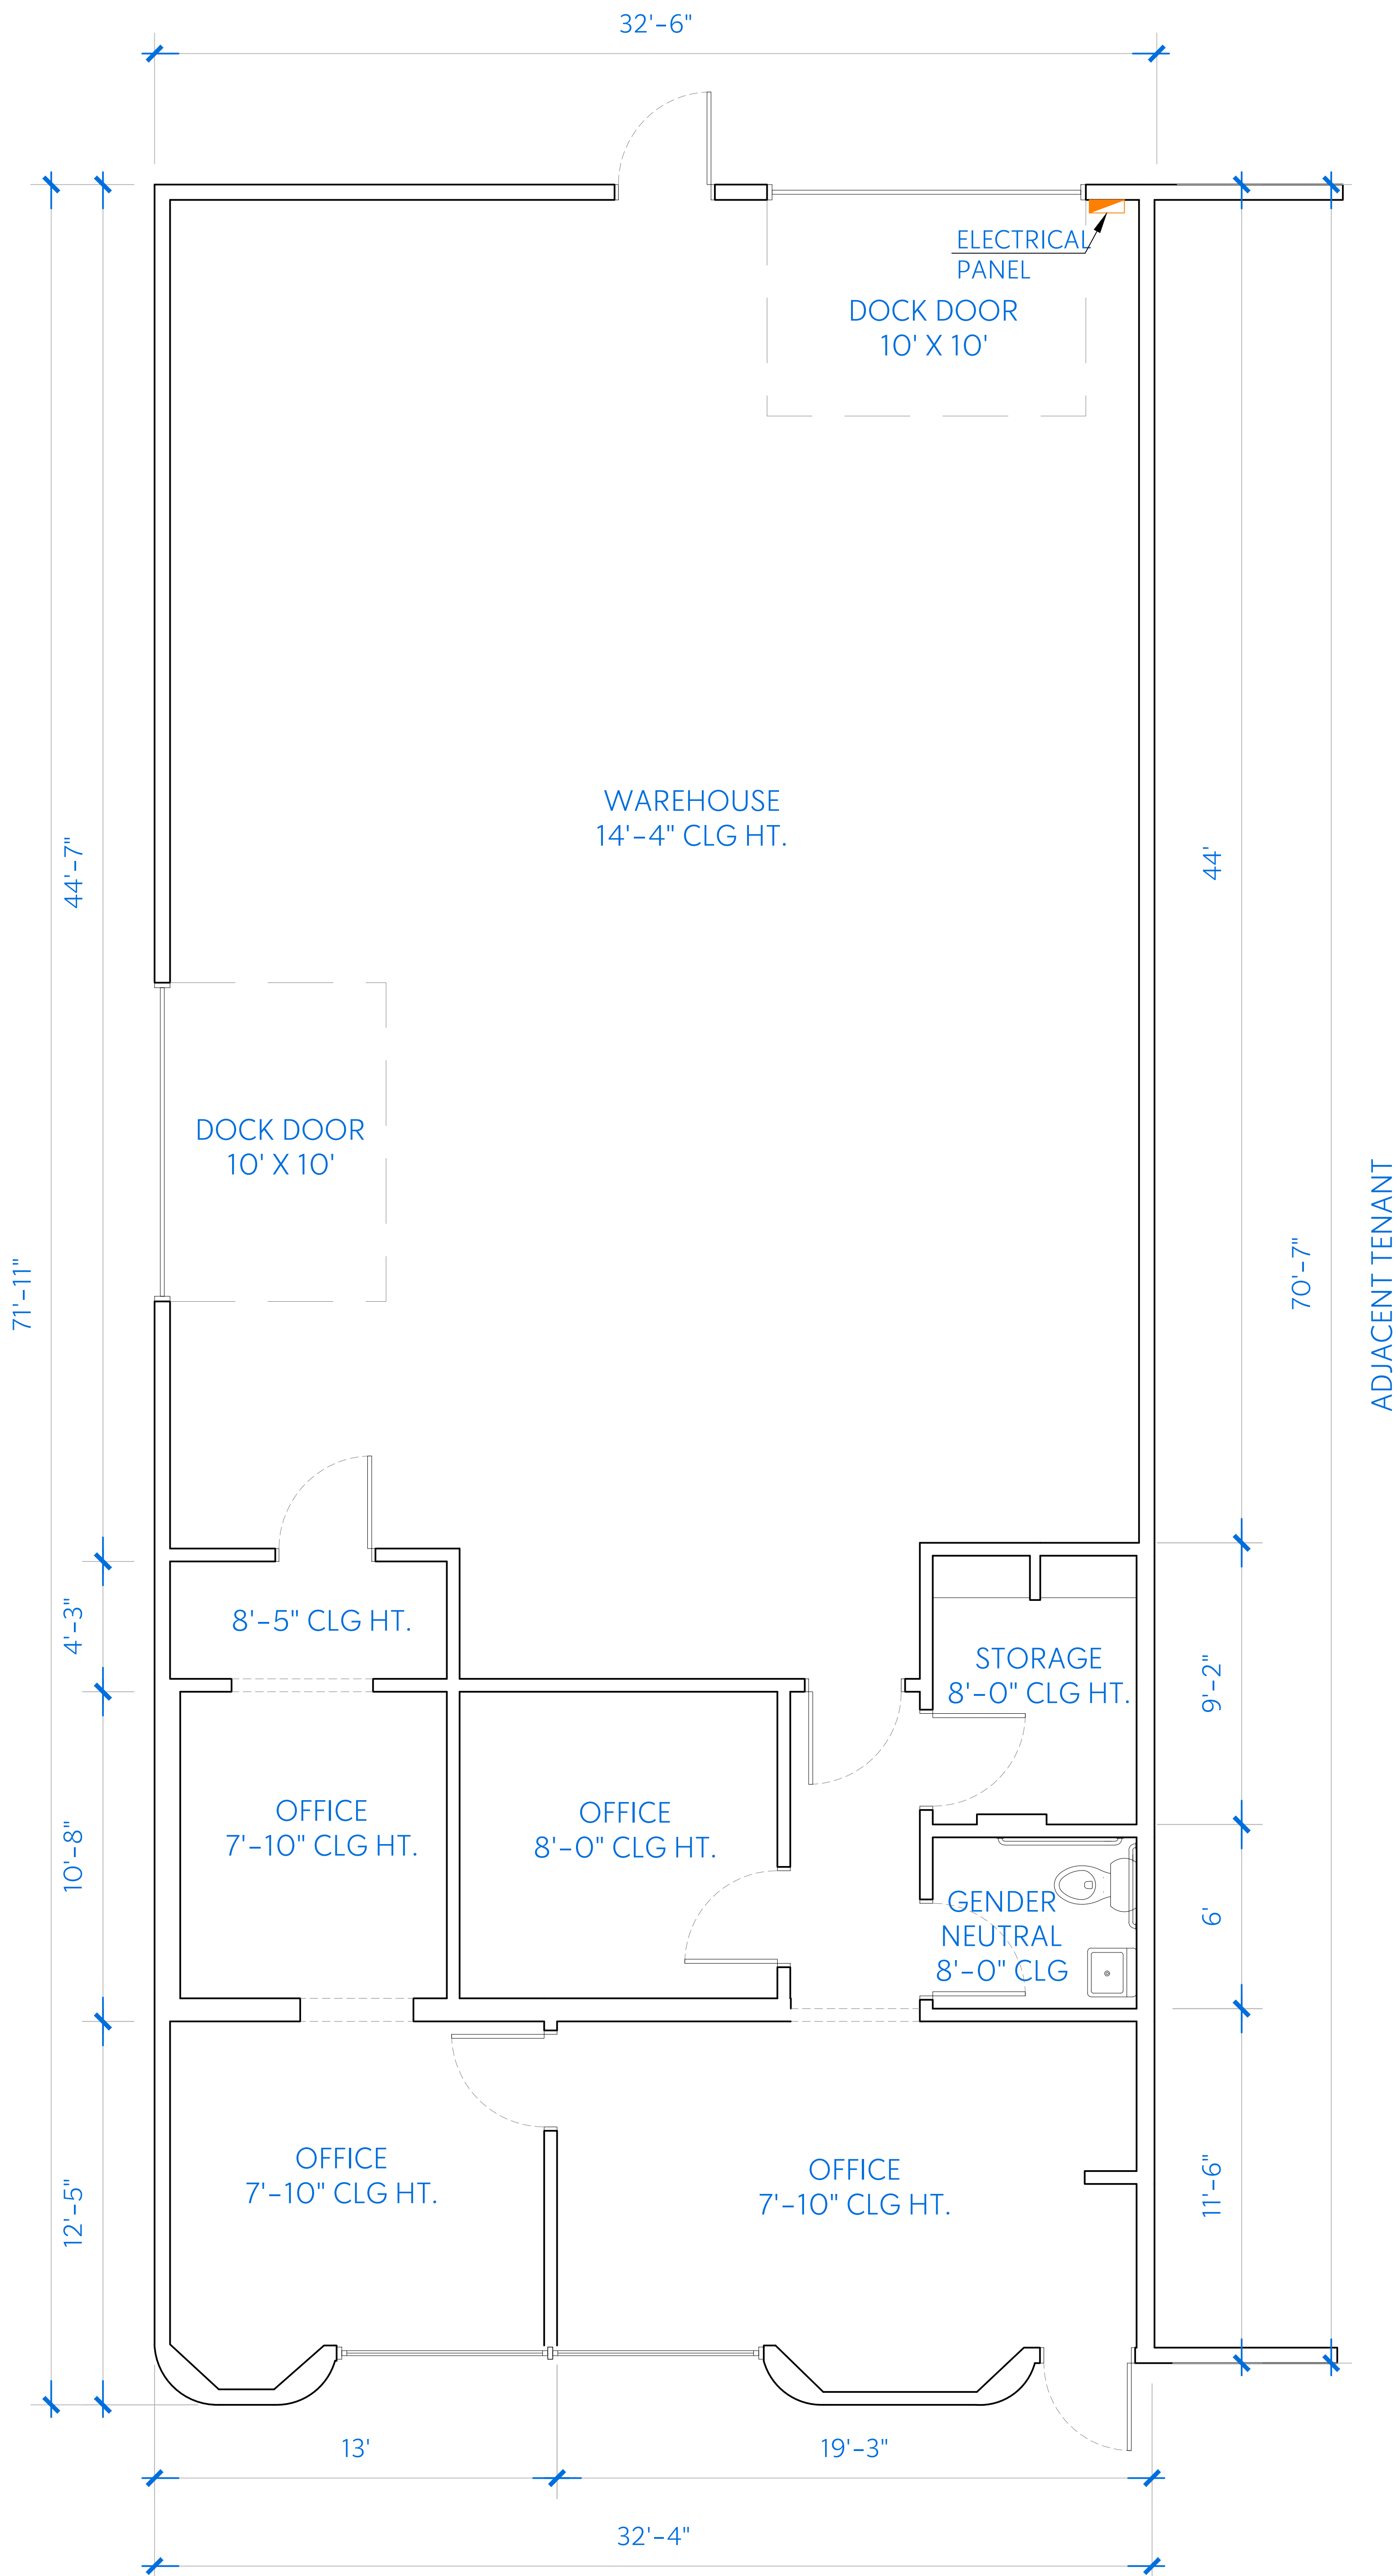 32'-6"
ELECTRICAL
PANEL
DOCK DOOR
10' X 10'
WAREHOUSE
14'-4" CLG HT.
44'-7"
44'
DOCK DOOR
10' X 10'
71'-11"
70'-7"
ADJACENT TENANT
4'-3"
8'-5" CLG HT.
STORAGE
8'-0" CLG HT.
9'-2"
10'-8"
OFFICE
7'-10" CLG HT.
OFFICE
8'-0" CLG HT.
GENDER
NEUTRAL
8'-0" CLG
6'
12'-5"
OFFICE
7'-10" CLG HT.
OFFICE
7'-10" CLG HT.
11'-6"
13'
19'-3"
32'-4"